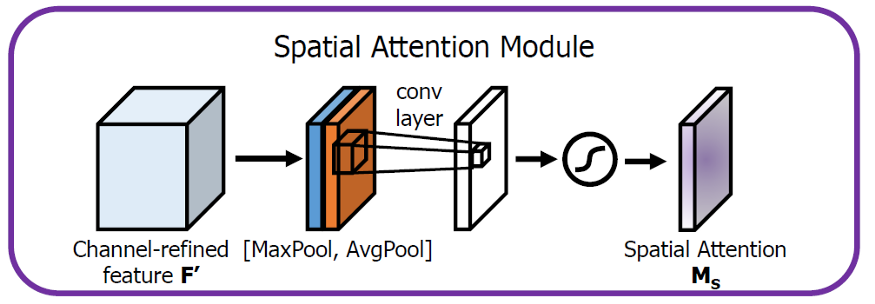 Spatial Attention Module
conv
layer
Channel-refined
feature F’
[MaxPool, AvgPool]
Spatial Attention
Ms